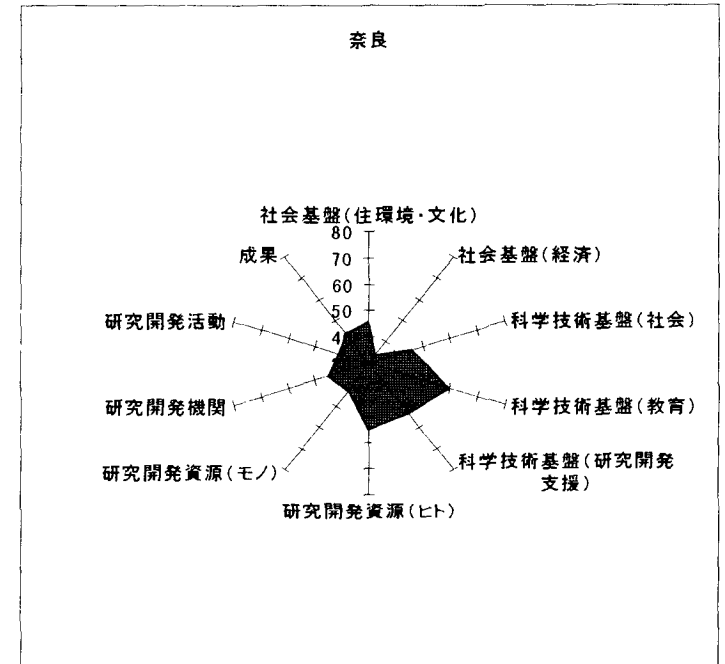 奈良
社会基盤(住環境・文化)
80
70
60
50
成果
社会基盤(経済)
研究開発活動
科学技術基盤(社会)
研究開発機関
科学技術基盤(教育)
研究開発資源(モノ)
科学技術基盤(研究開発
支援)
研究開発資源(ヒト)